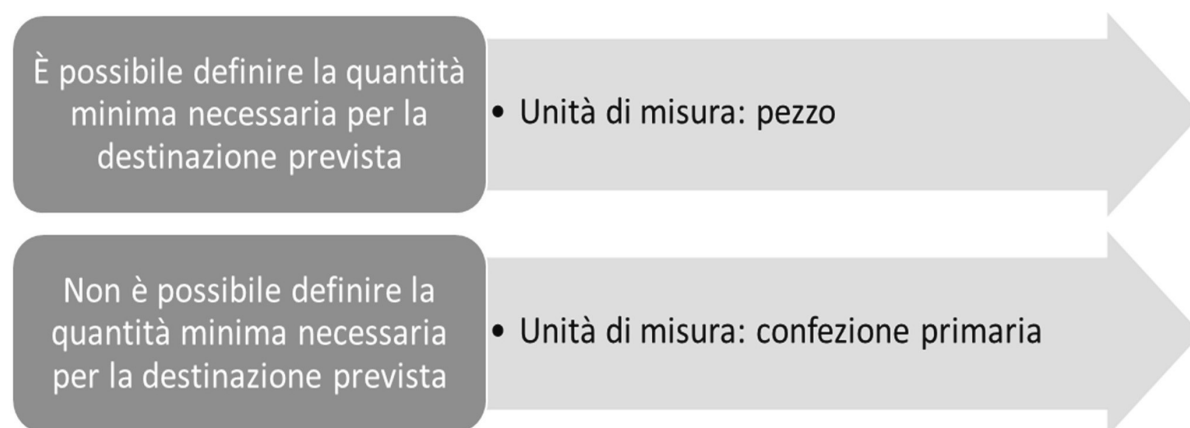 È possibile definire la quantità
minima necessaria per la
destinazione prevista
• Unità di misura: pezzo
Non è possibile definire la
quantità minima necessaria
per la destinazione prevista
• Unità di misura: confezione primaria